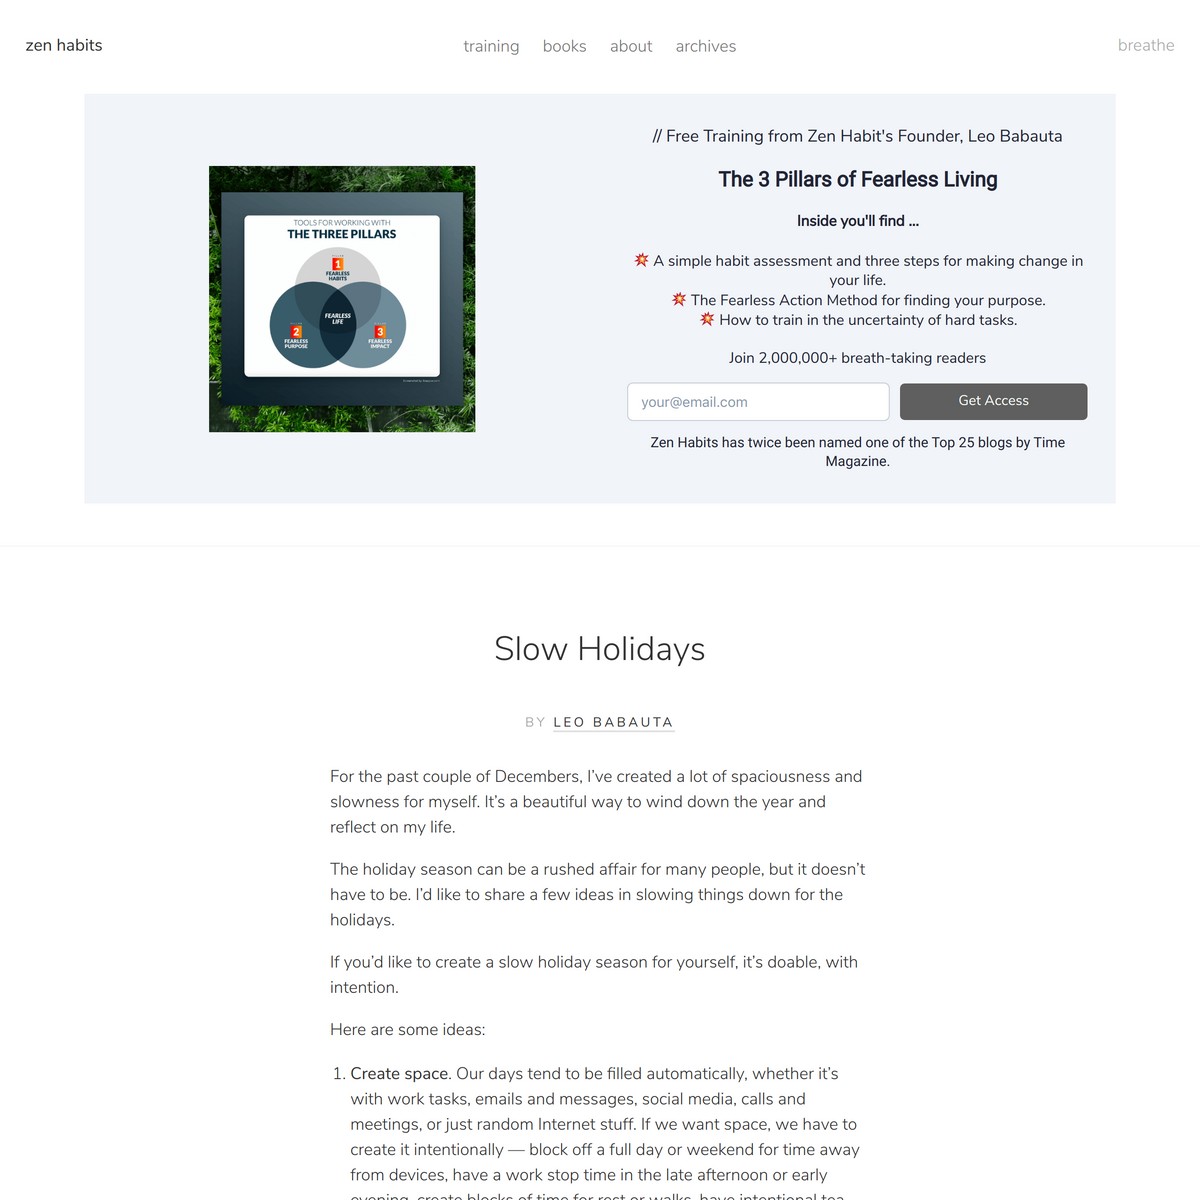 zen habits
training books about archives
breathe
TOOLS FOR WORKING WITH
THE THREE PILLARS
1
FEARLESS
HABITS
FEARLESS
LIFE
2
FEARLESS
PURPOSE
3
FEARLESS
IMPACT
// Free Training from Zen Habit's Founder, Leo Babauta
The 3 Pillars of Fearless Living
Inside you'll find ...
💥 A simple habit assessment and three steps for making change in
your life.
💥 The Fearless Action Method for finding your purpose.
💥 How to train in the uncertainty of hard tasks.
Join 2,000,000+ breath-taking readers
your@email.com
Get Access
Zen Habits has twice been named one of the Top 25 blogs by Time
Magazine.
Slow Holidays
BY LEO BABAUTA
For the past couple of Decembers, I’ve created a lot of spaciousness and
slowness for myself. It’s a beautiful way to wind down the year and
reflect on my life.
The holiday season can be a rushed affair for many people, but it doesn’t
have to be. I’d like to share a few ideas in slowing things down for the
holidays.
If you’d like to create a slow holiday season for yourself, it’s doable, with
intention.
Here are some ideas:
1. Create space. Our days tend to be filled automatically, whether it’s
with work tasks, emails and messages, social media, calls and
meetings, or just random Internet stuff. If we want space, we have to
create it intentionally — block off a full day or weekend for time away
from devices, have a work stop time in the late afternoon or early
evening, create blocks of time for rest or walks, have intentional tea